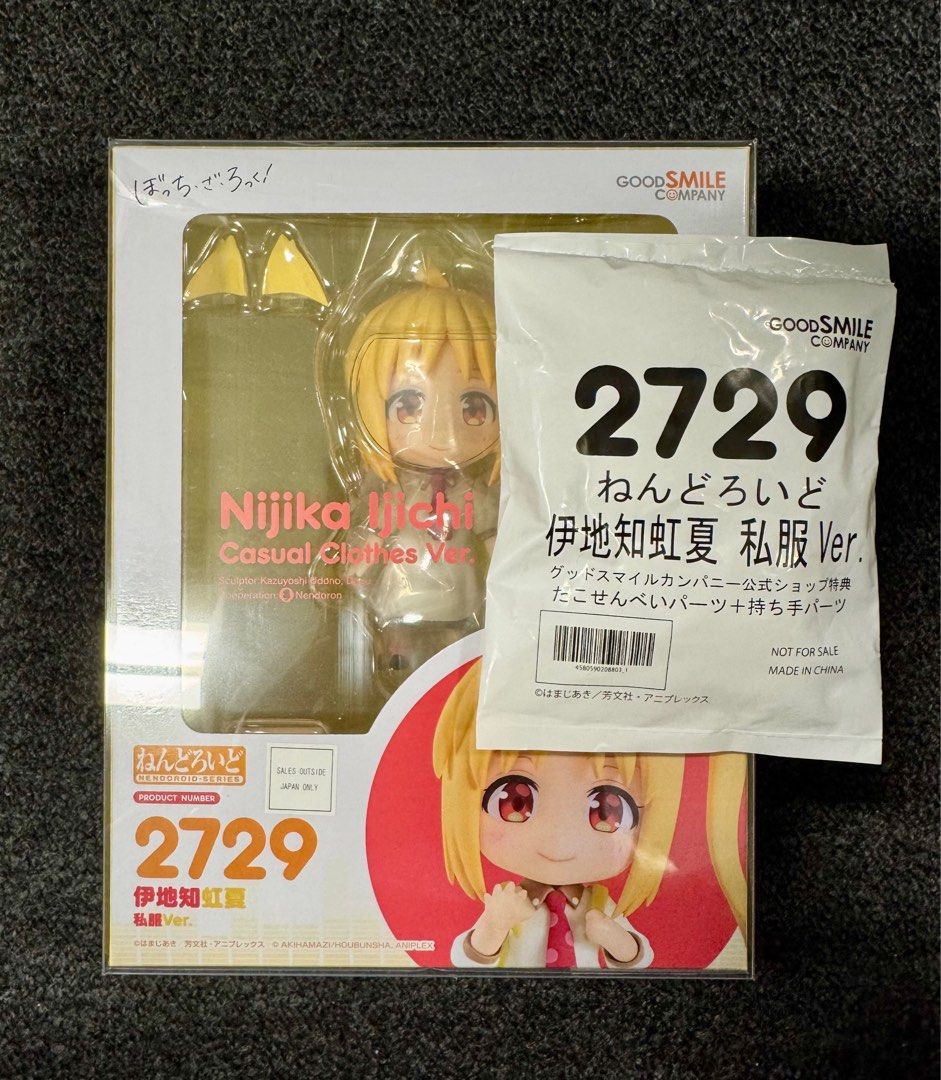 ぼっち・ざ・ろっく!
GOODSMILE
COMPANY
Nijika Ijichi
Casual Clothes Ver.
Nendoron
GOODSMILE
COMPANY
2729
ねんどろいど
伊地知虹夏 私服 Ver.
グッドスマイルカンパニー公式ショップ特典
たこせんべいパーツ+持ち手パーツ
NOT FOR SALE
MADE IN CHINA
©はまじあき/芳文社・アニプレックス
ねんどろいど
NENDOROID-SERIES
PRODUCT NUMBER
2729
伊地知虹夏
私服Ver.
SALES OUTSIDE
JAPAN ONLY
©はまじあき/芳文社・アニプレックス © AKIHAMAZI/HOUBUNSHA, ANIPLEX